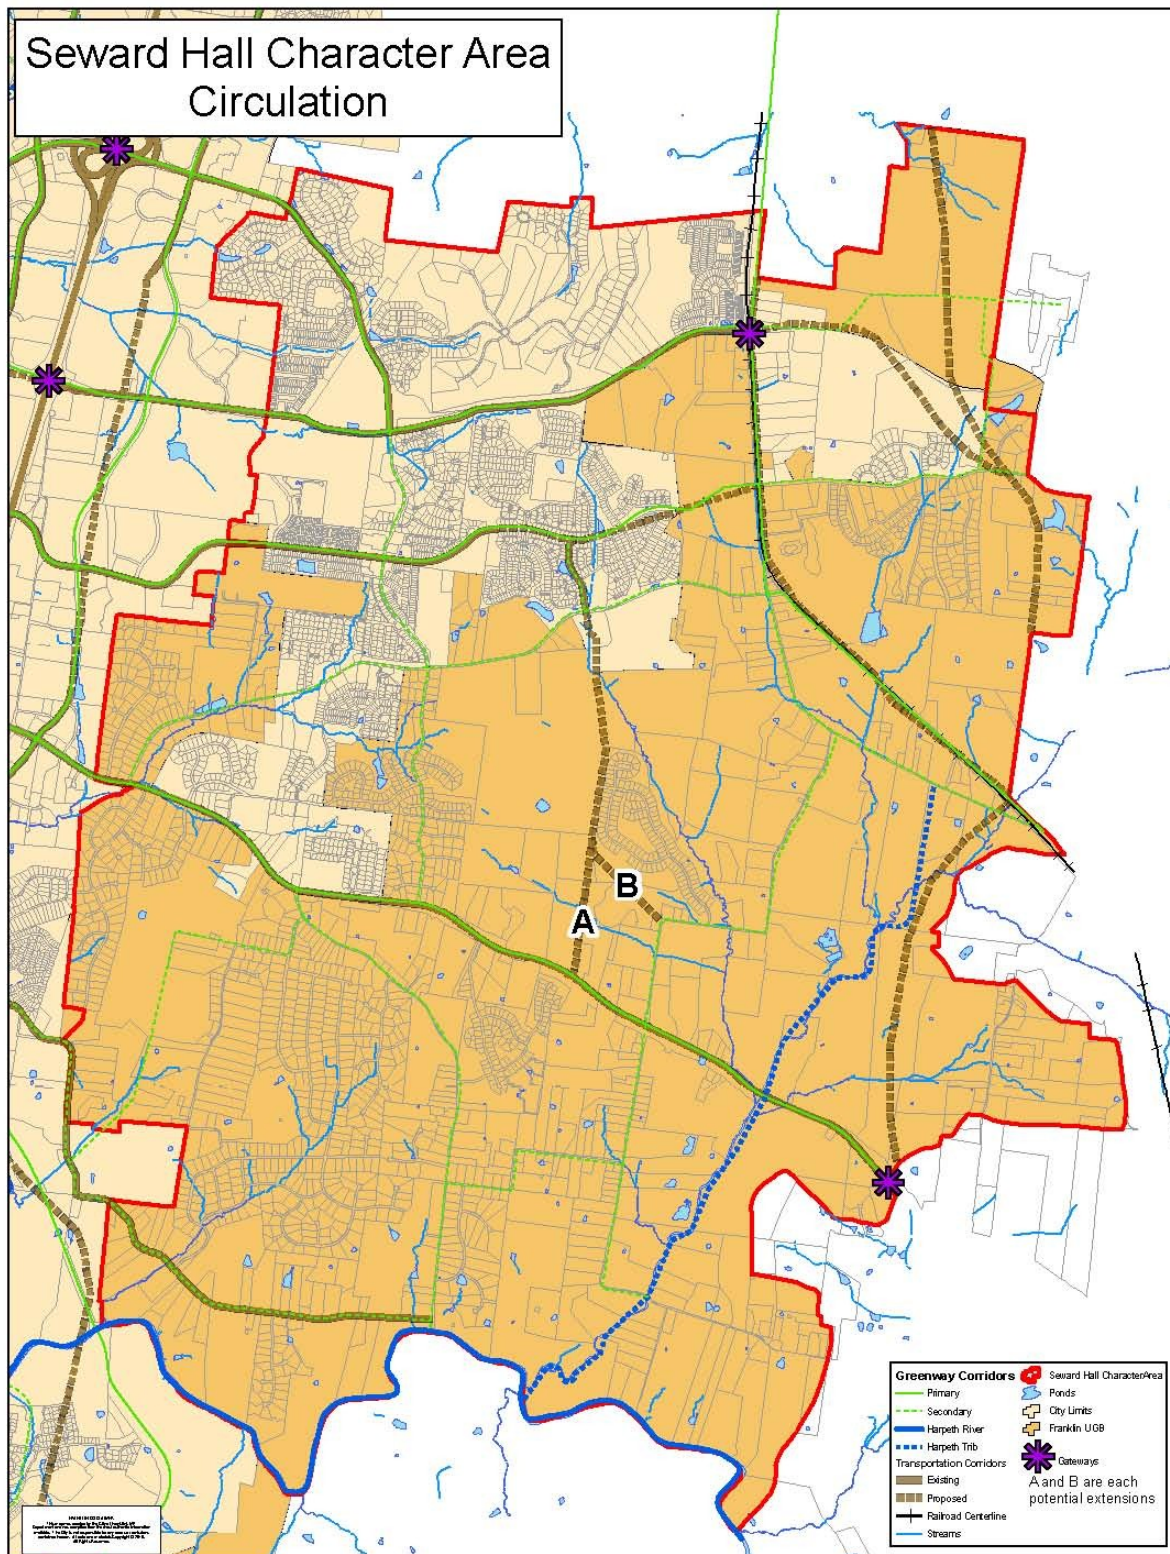 Seward Hall Character Area
Circulation
B
A
Greenway Corridors
Primary
Secondary
Harpeth River
Harpeth Trib
Transportation Corridors
Existing
Proposed
Railroad Centerline
Streams
Seward Hall CharacterArea
Ponds
City Limits
Franklin UGB
Gateways
A and B are each
potential extensions